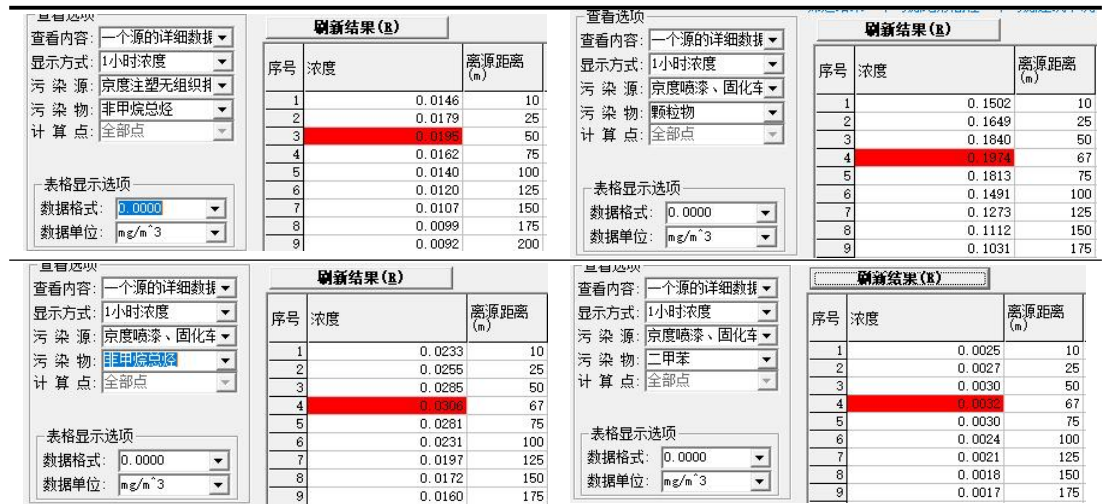 查看选项
查看内容: 一个源的详细数据
显示方式: 1小时浓度
污 染 源: 京度注塑无组织排
污 染 物: 非甲烷总烃
计 算 点: 全部点
表格显示选项
数据格式: 0.0000
数据单位: mg/m^3
刷新结果(R)
序号 浓度 离源距离(m)
1 0.0146 10
2 0.0179 25
3 0.0195 50
4 0.0162 75
5 0.0140 100
6 0.0120 125
7 0.0107 150
8 0.0099 175
9 0.0092 200
查看选项
查看内容: 一个源的详细数据
显示方式: 1小时浓度
污 染 源: 京度喷漆、固化车
污 染 物: 颗粒物
计 算 点: 全部点
表格显示选项
数据格式: 0.0000
数据单位: mg/m^3
刷新结果(R)
序号 浓度 离源距离(m)
1 0.1502 10
2 0.1649 25
3 0.1840 50
4 0.1974 67
5 0.1813 75
6 0.1491 100
7 0.1273 125
8 0.1112 150
9 0.1031 175
查看选项
查看内容: 一个源的详细数据
显示方式: 1小时浓度
污 染 源: 京度喷漆、固化车
污 染 物: 非甲烷总烃
计 算 点: 全部点
表格显示选项
数据格式: 0.0000
数据单位: mg/m^3
刷新结果(R)
序号 浓度 离源距离(m)
1 0.0233 10
2 0.0255 25
3 0.0285 50
4 0.0306 67
5 0.0281 75
6 0.0231 100
7 0.0197 125
8 0.0172 150
9 0.0160 175
查看选项
查看内容: 一个源的详细数据
显示方式: 1小时浓度
污 染 源: 京度喷漆、固化车
污 染 物: 二甲苯
计 算 点: 全部点
表格显示选项
数据格式: 0.0000
数据单位: mg/m^3
刷新结果(R)
序号 浓度 离源距离(m)
1 0.0025 10
2 0.0027 25
3 0.0030 50
4 0.0032 67
5 0.0030 75
6 0.0024 100
7 0.0021 125
8 0.0018 150
9 0.0017 175